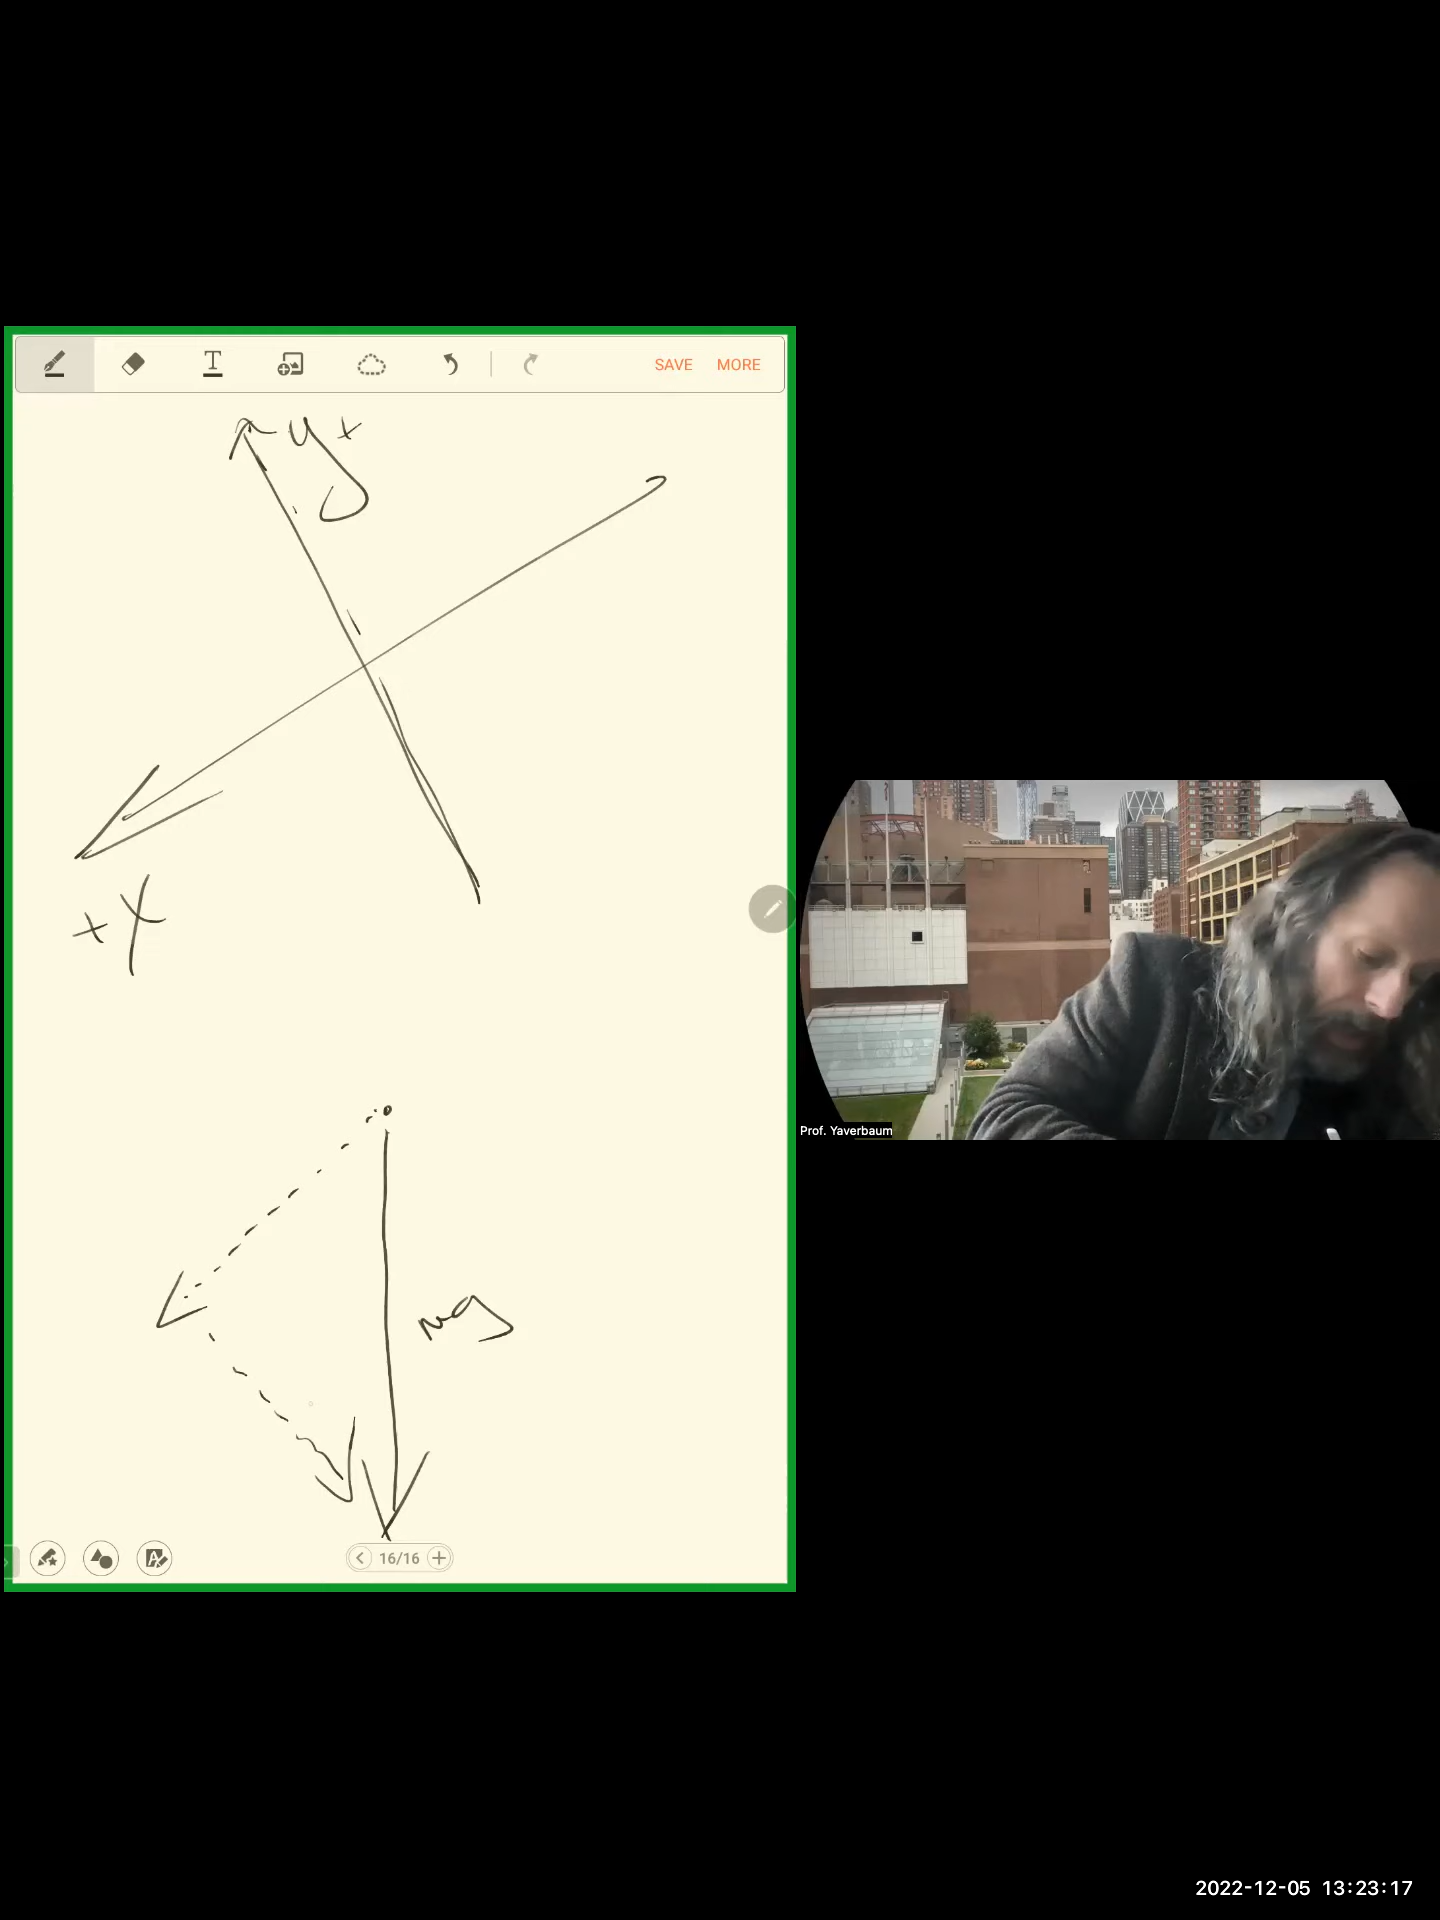 T
SAVE MORE
y+
+X
mg
Prof. Yaverbaum
A
16/16
2022-12-05 13:23:17